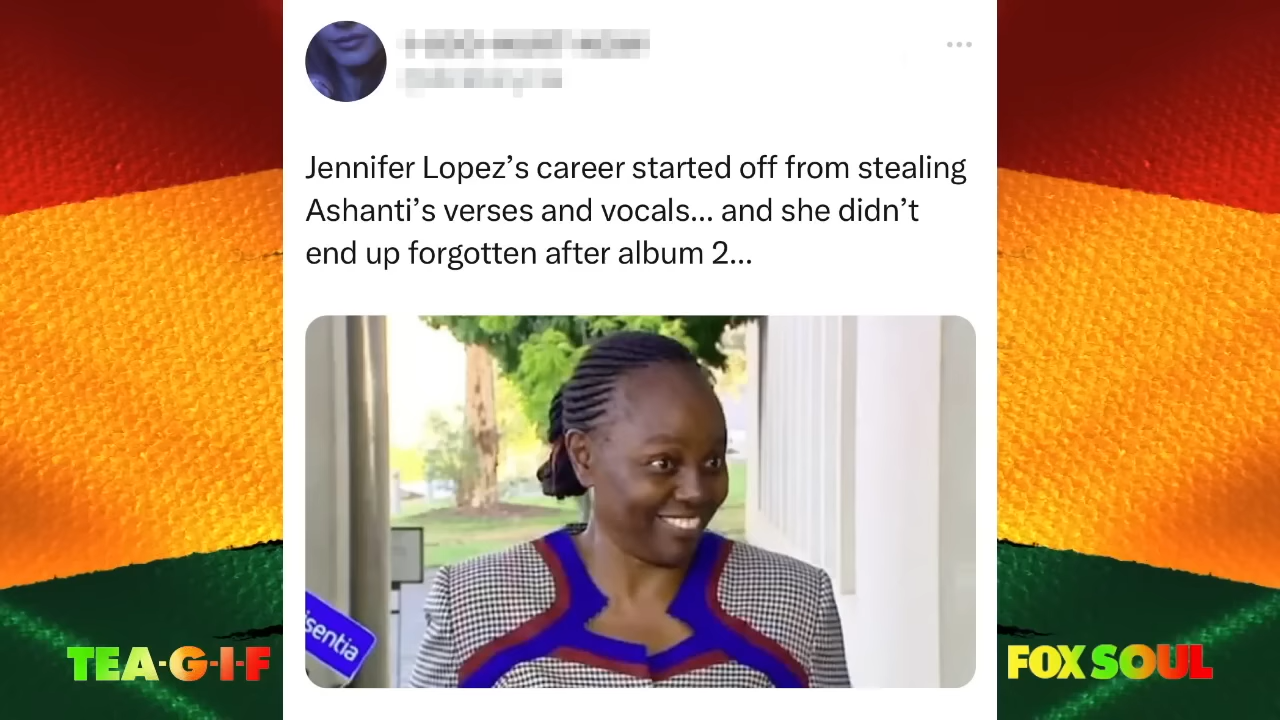 Jennifer Lopez’s career started off from stealing
Ashanti’s verses and vocals... and she didn’t
end up forgotten after album 2...
isentia
TEA-G-I-F
FOX SOUL